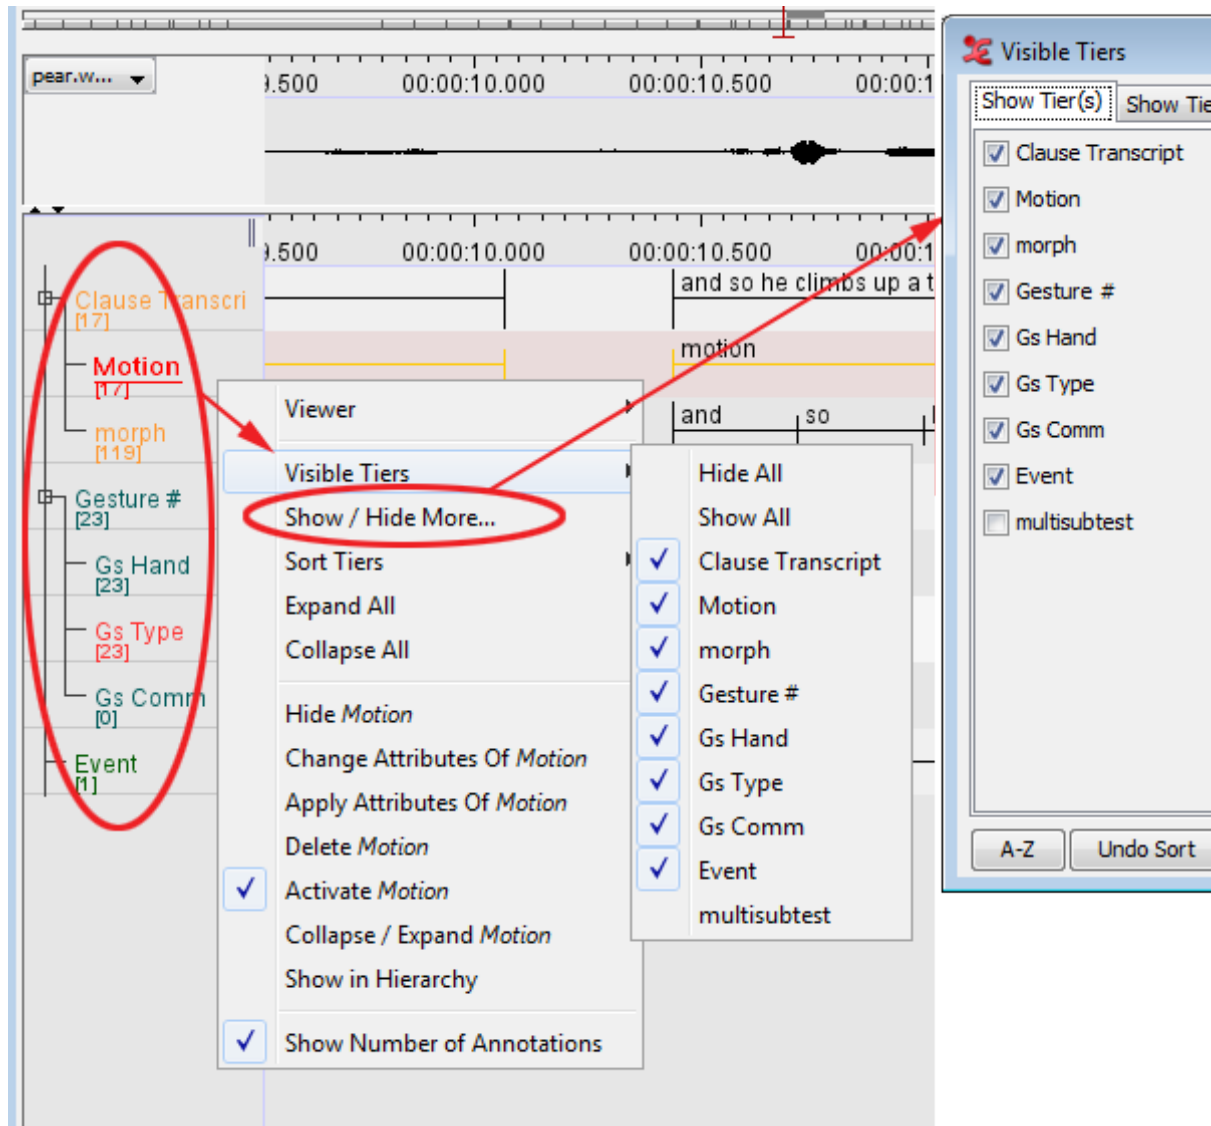 pear.w...
9.500 00:00:10.000 00:00:10.500 00:00:1
9.500 00:00:10.000 00:00:10.500 00:00:1
and so he climbs up a t
Clause Transcri
[17]
motion
Motion
[17]
and so
morph
[119]
Gesture #
[23]
Gs Hand
[23]
Gs Type
[23]
Gs Comm
[0]
Event
[1]
Viewer
Visible Tiers
Show / Hide More...
Sort Tiers
Expand All
Collapse All
Hide Motion
Change Attributes Of Motion
Apply Attributes Of Motion
Delete Motion
Activate Motion
Collapse / Expand Motion
Show in Hierarchy
Show Number of Annotations
Hide All
Show All
Clause Transcript
Motion
morph
Gesture #
Gs Hand
Gs Type
Gs Comm
Event
multisubtest
Visible Tiers
Show Tier(s) Show Tie
Clause Transcript
Motion
morph
Gesture #
Gs Hand
Gs Type
Gs Comm
Event
multisubtest
A-Z Undo Sort